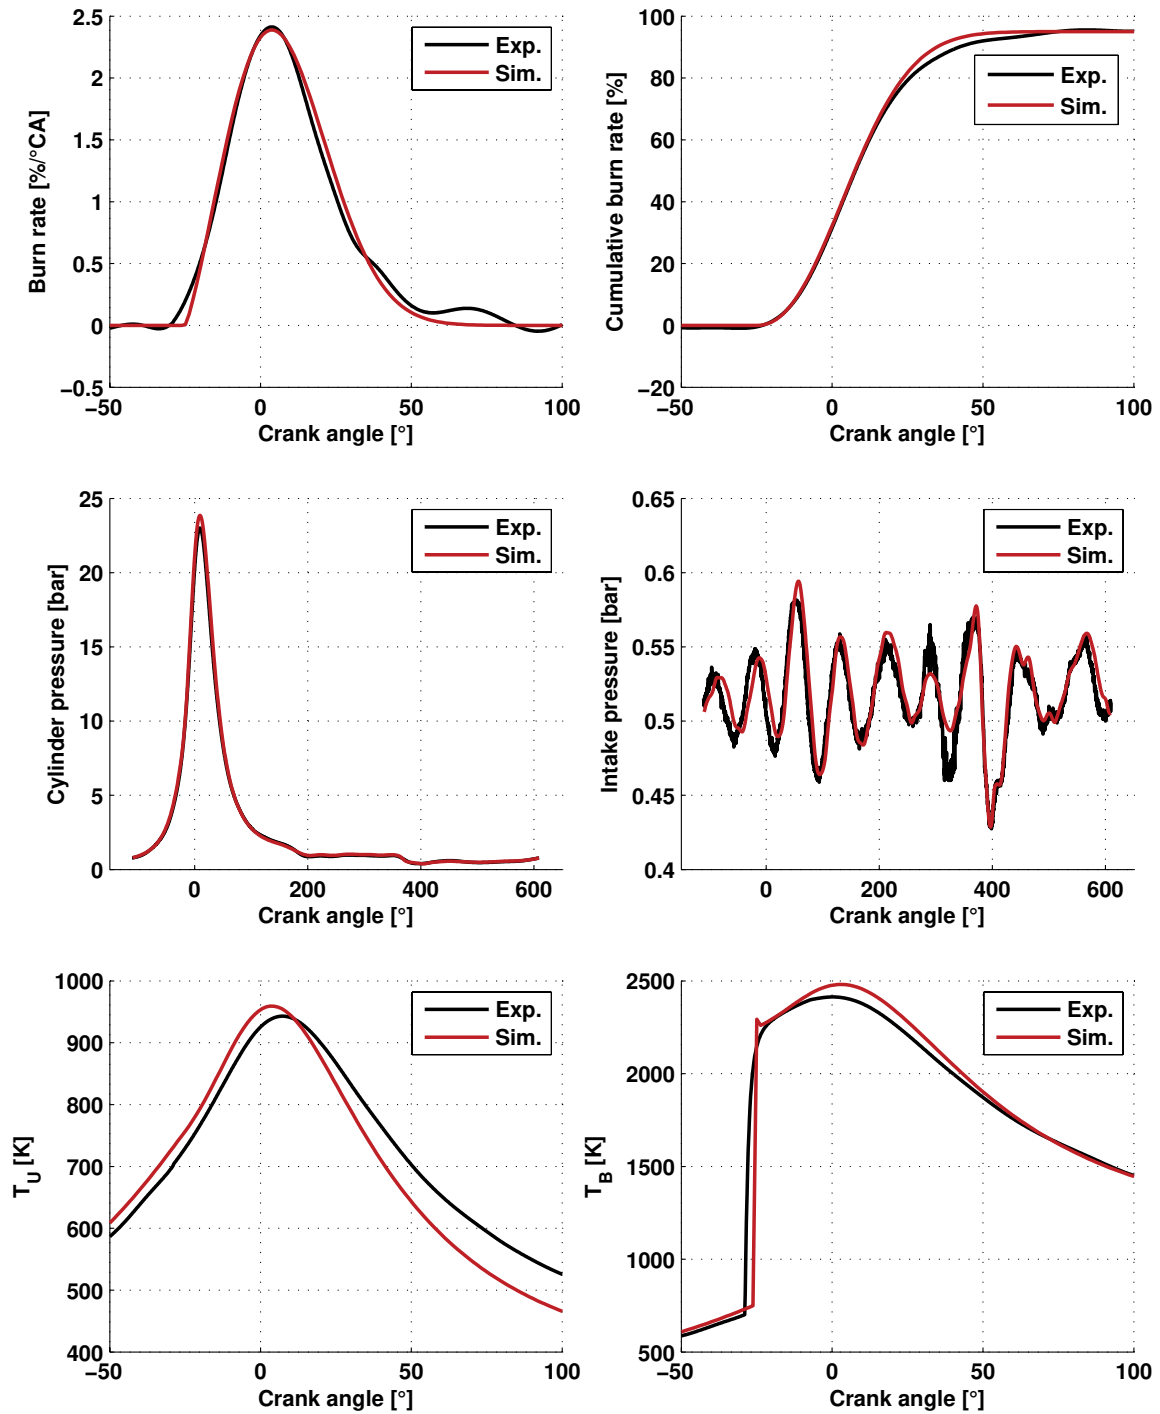 2.5
2
1.5
1
0.5
0
−0.5
−50
0
50
100
Burn rate [%/°CA]
Crank angle [°]
Exp.
Sim.
100
80
60
40
20
0
−20
−50
0
50
100
Cumulative burn rate [%]
Crank angle [°]
Exp.
Sim.
25
20
15
10
5
0
0
200
400
600
Cylinder pressure [bar]
Crank angle [°]
Exp.
Sim.
0.65
0.6
0.55
0.5
0.45
0.4
0
200
400
600
Intake pressure [bar]
Crank angle [°]
Exp.
Sim.
1000
900
800
700
600
500
400
−50
0
50
100
T_U [K]
Crank angle [°]
Exp.
Sim.
2500
2000
1500
1000
500
−50
0
50
100
T_B [K]
Crank angle [°]
Exp.
Sim.